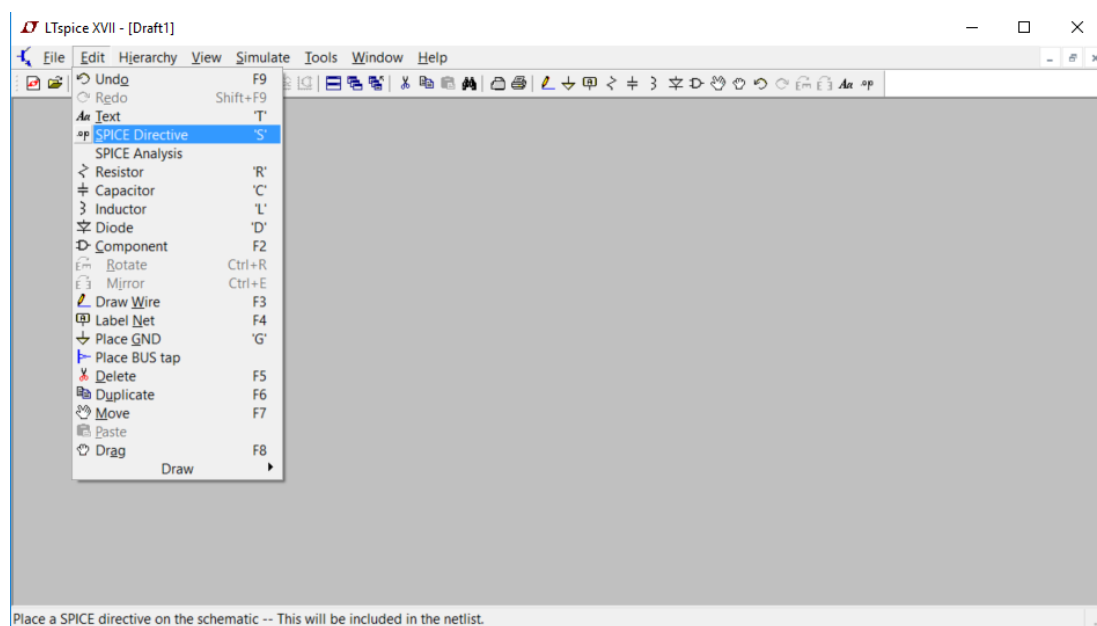 LTspice XVII - [Draft1]
File Edit Hierarchy View Simulate Tools Window Help
Undo F9
Redo Shift+F9
Aa Text 'T'
.op SPICE Directive 'S'
SPICE Analysis
Resistor 'R'
Capacitor 'C'
Inductor 'L'
Diode 'D'
Component F2
Rotate Ctrl+R
Mirror Ctrl+E
Draw Wire F3
Label Net F4
Place GND 'G'
Place BUS tap
Delete F5
Duplicate F6
Move F7
Paste
Drag F8
Draw
Aa .op
Place a SPICE directive on the schematic -- This will be included in the netlist.